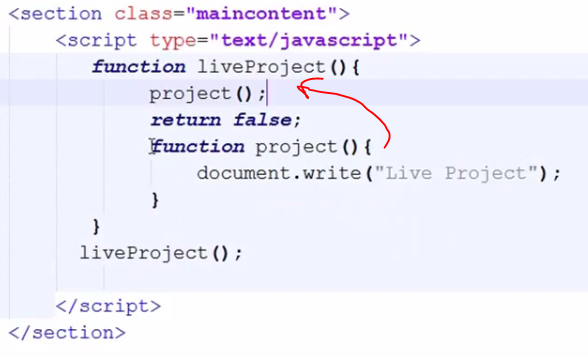 <section class="maincontent">
<script type="text/javascript">
function liveProject(){
project();
return false;
function project(){
document.write("Live Project");
}
}
liveProject();
</script>
</section>